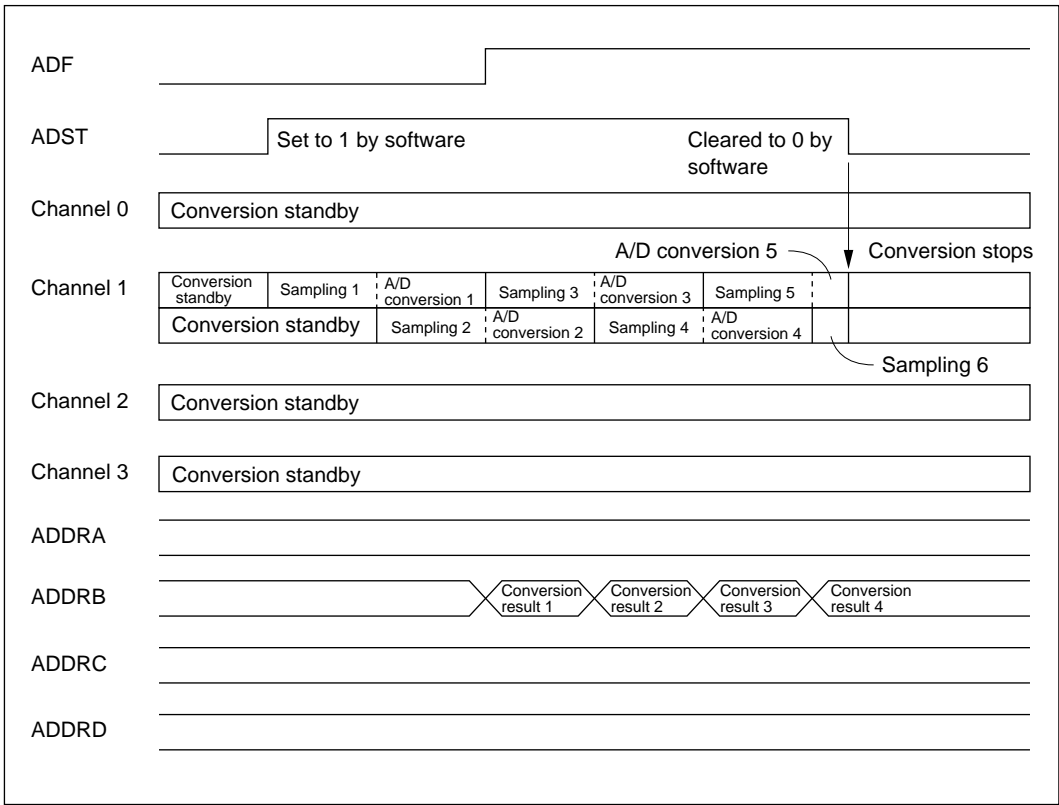 ADF
ADST
Set to 1 by software
Cleared to 0 by
software
Channel 0
Conversion standby
A/D conversion 5
Conversion stops
Channel 1
Conversion
standby
Sampling 1
A/D
conversion 1
Sampling 3
A/D
conversion 3
Sampling 5
Conversion standby
Sampling 2
A/D
conversion 2
Sampling 4
A/D
conversion 4
Sampling 6
Channel 2
Conversion standby
Channel 3
Conversion standby
ADDRA
ADDRB
Conversion
result 1
Conversion
result 2
Conversion
result 3
Conversion
result 4
ADDRC
ADDRD